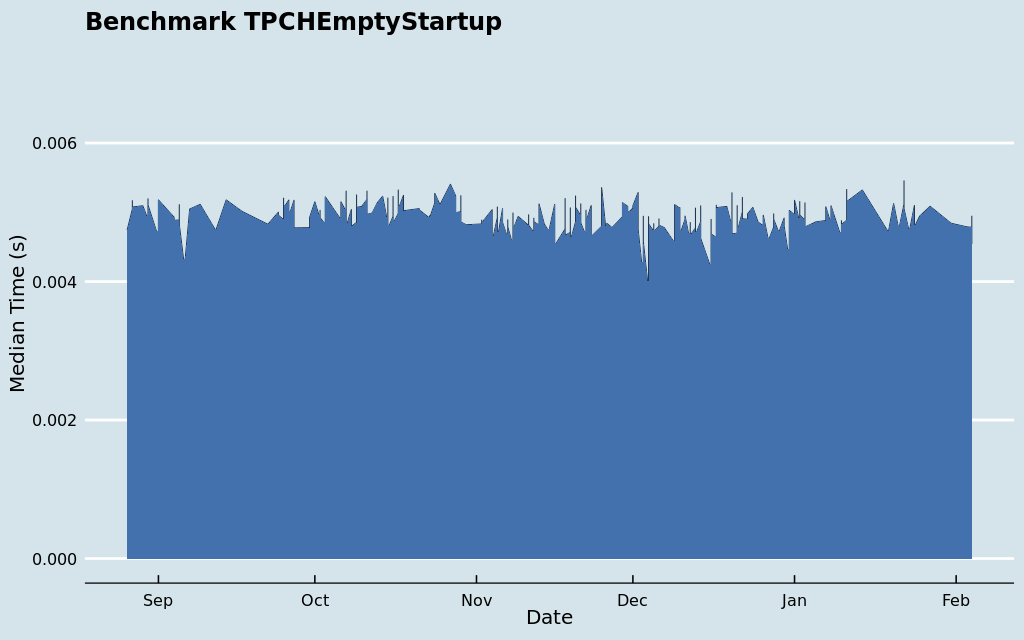 Benchmark TPCHEmptyStartup
Median Time (s)
0.006
0.004
0.002
0.000
Sep Oct Nov Dec Jan Feb
Date